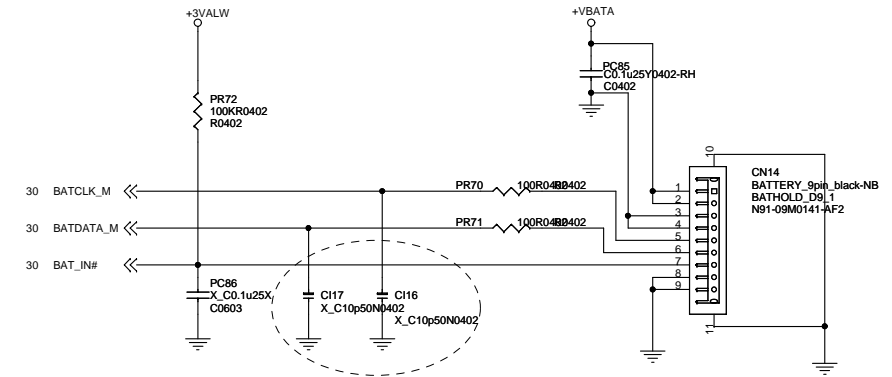 +3VALW
+VBATA
PC85
C0.1u25Y0402-RH
C0402
PR72
100KR0402
R0402
10
CN14
BATTERY_9pin_black-NB
BATHOLD_D9_1
N91-09M0141-AF2
30 BATCLK_M
PR70 100R0402 R0402
1
2
3
4
30 BATDATA_M
PR71 100R0402 R0402
5
6
30 BAT_IN#
7
8
9
PC86
X_C0.1u25X
C0603
CI17
X_C10p50N0402
CI16
X_C10p50N0402
11